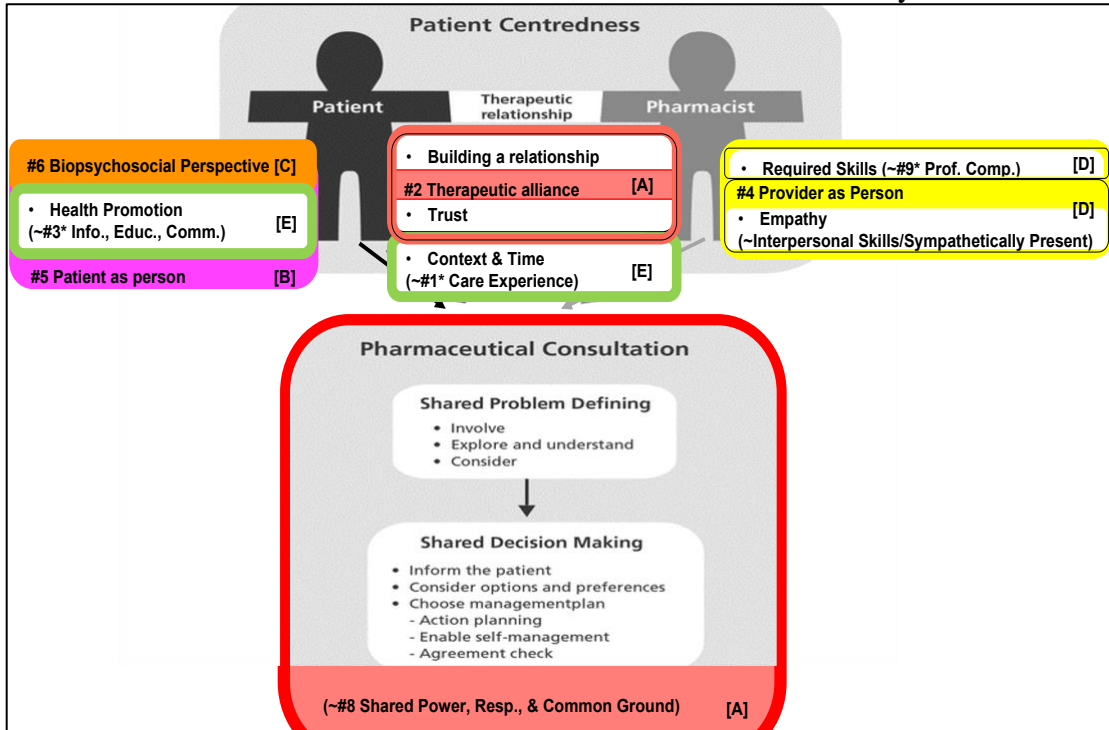 Patient Centredness
Patient
Therapeutic
relationship
Pharmacist
#6 Biopsychosocial Perspective [C]
• Health Promotion
(~#3* Info., Educ., Comm.)
[E]
#5 Patient as person [B]
• Building a relationship
#2 Therapeutic alliance [A]
• Trust
• Context & Time
(~#1* Care Experience)
[E]
• Required Skills (~#9* Prof. Comp.) [D]
#4 Provider as Person
[D]
• Empathy
(~Interpersonal Skills/Sympathetically Present)
Pharmaceutical Consultation
Shared Problem Defining
• Involve
• Explore and understand
• Consider
Shared Decision Making
• Inform the patient
• Consider options and preferences
• Choose managementplan
- Action planning
- Enable self-management
- Agreement check
(~#8 Shared Power, Resp., & Common Ground) [A]